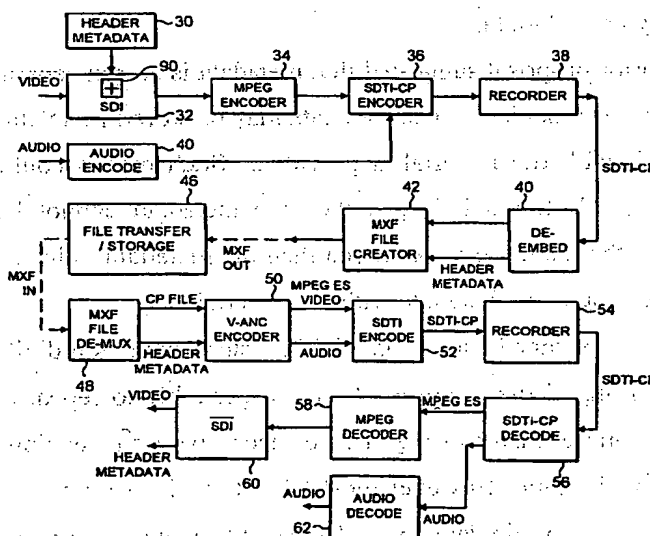 HEADER
METADATA
30
90
VIDEO
+
SDI
32
34
MPEG
ENCODER
36
SDTI-CP
ENCODER
38
RECORDER
AUDIO
AUDIO
ENCODE
40
SDTI-CP
46
FILE TRANSFER
/ STORAGE
MXF
OUT
42
MXF
FILE
CREATOR
HEADER
METADATA
40
DE-
EMBED
MXF
IN
MXF
FILE
DE-MUX
48
CP FILE
HEADER
METADATA
50
V-ANC
ENCODER
MPEG ES
VIDEO
AUDIO
SDTI
ENCODE
52
SDTI-CP
54
RECORDER
SDTI-CP
VIDEO
HEADER
METADATA
SDI
60
58
MPEG
DECODER
MPEG ES
SDTI-CP
DECODE
56
AUDIO
AUDIO
DECODE
62
AUDIO